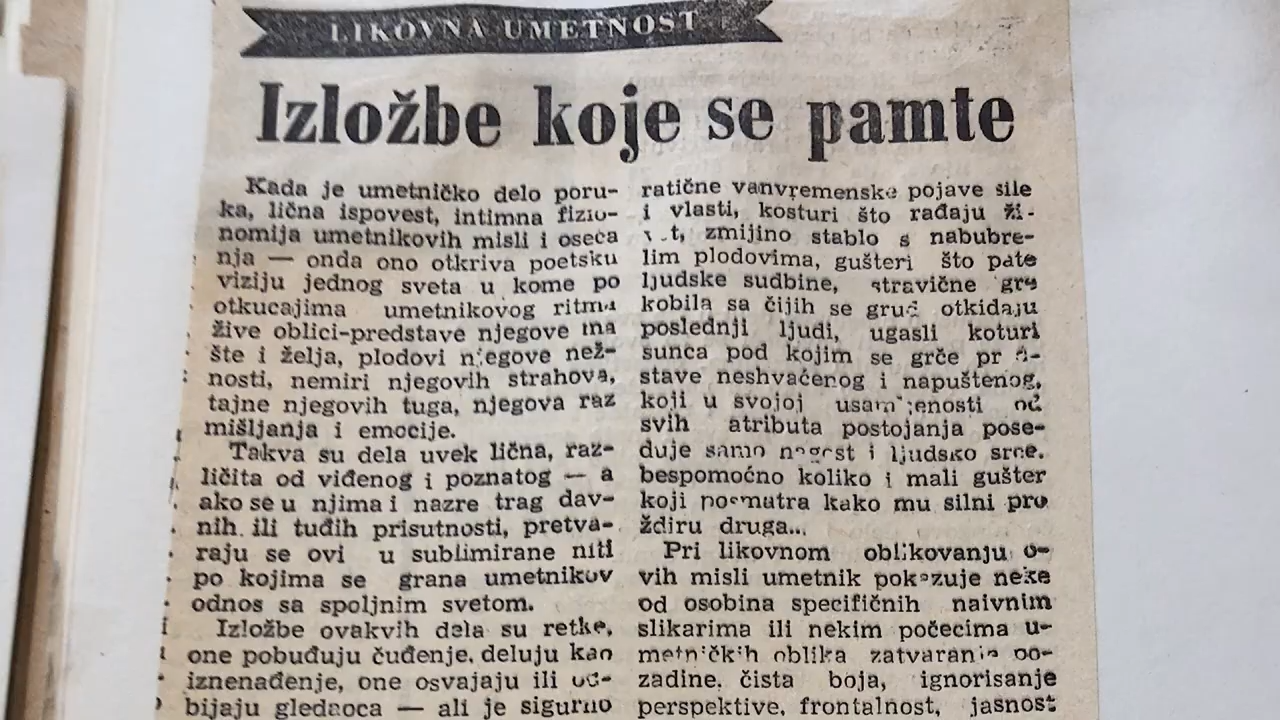 LIKOVNA UMETNOST
Izložbe koje se pamte
Kada je umetničko delo poru-
ka, lična ispovest, intimna fizio-
nomija umetnikovih misli i oseća
nja — onda ono otkriva poetsku
viziju jednog sveta u kome po
otkucajima umetnikovog ritma
žive oblici-predstave njegove ma
šte i želja, plodovi njegove než-
nosti, nemiri njegovih strahova,
tajne njegovih tuga, njegova raz
mišljanja i emocije.
Takva su dela uvek lična, raz-
ličita od viđenog i poznatog — a
ako se u njima i nazre trag dav-
nih ili tuđih prisutnosti, pretva-
raju se ovi u sublimirane niti
po kojima se grana umetnikov
odnos sa spoljnim svetom.
Izložbe ovakvih dela su retke,
one pobuđuju čuđenje, deluju kao
iznenađenje, one osvajaju ili od-
bijaju gledaoca — ali je sigurno
ratične vanvremenske pojave sile
i vlasti, kosturi što rađaju ži-
zmijino stablo s nabubre-
lim plodovima, gušteri što pate
ljudske sudbine, stravične
kobila sa čijih se grudi otkidaju
poslednji ljudi, ugasli koturi
sunca pod kojim se grče
stave neshvaćenog i napuštenog,
koji u svojoj usamljenosti od
svih atributa postojanja pose-
duje samo nagost i ljudsko srce,
bespomoćno koliko i mali gušter
koji posmatra kako mu silni pro
ždiru druga...
Pri likovnom oblikovanju o-
vih misli umetnik pokazuje neke
od osobina specifičnih naivnim
slikarima ili nekim počecima u-
metničkih oblika zatvaranje po-
zadine, čista boja, ignorisanje
perspektive, frontalnost, jasnost